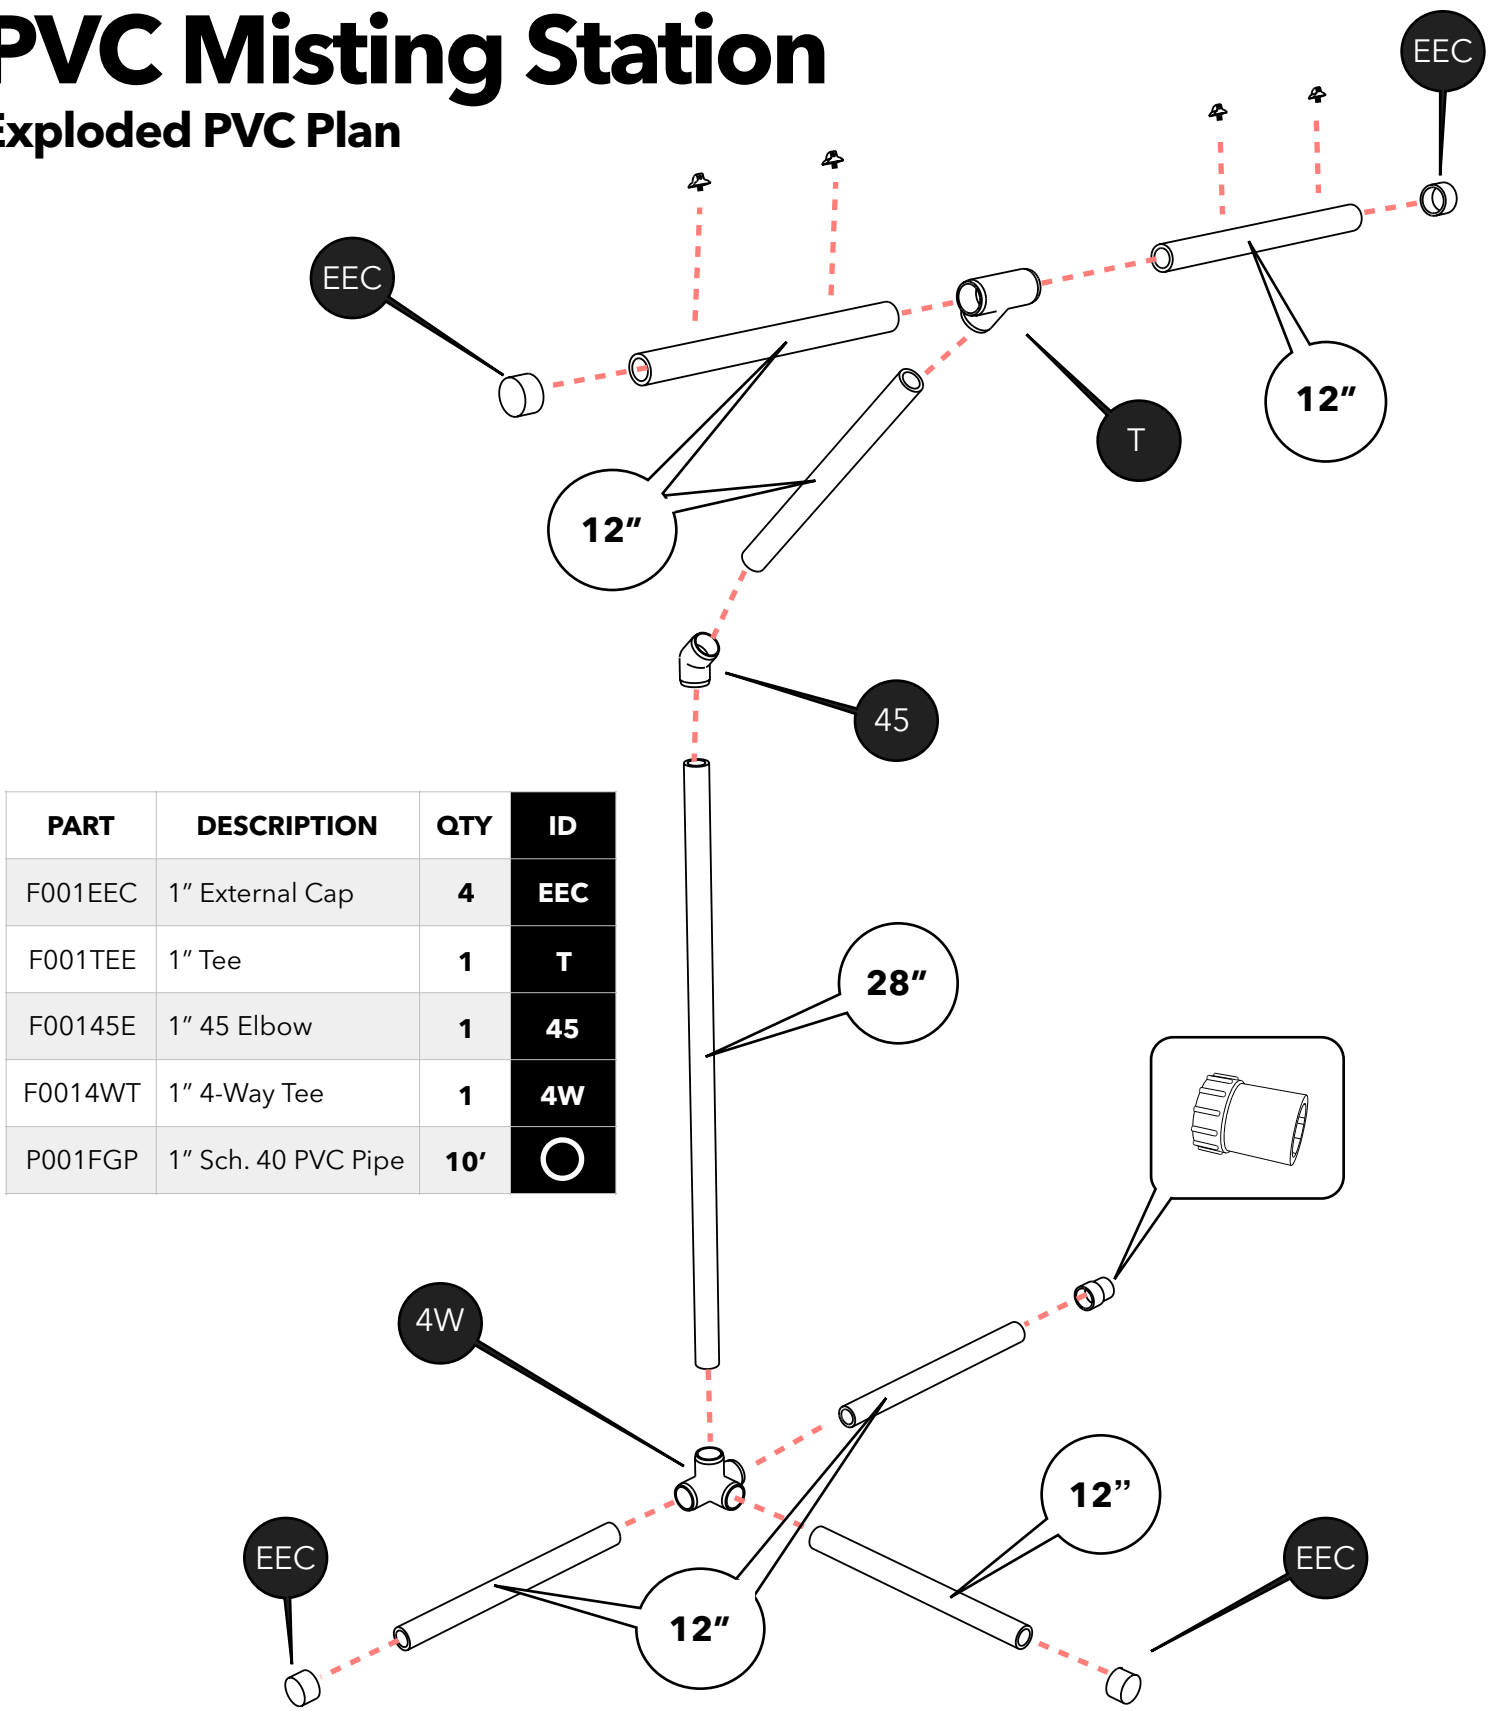 PVC Misting Station
Exploded PVC Plan
EEC
EEC
12″
T
12″
45
PART DESCRIPTION QTY ID
F001EEC 1″ External Cap 4 EEC
F001TEE 1″ Tee 1 T
F00145E 1″ 45 Elbow 1 45
F0014WT 1″ 4-Way Tee 1 4W
P001FGP 1″ Sch. 40 PVC Pipe 10′
28″
4W
12”
EEC
EEC
12″